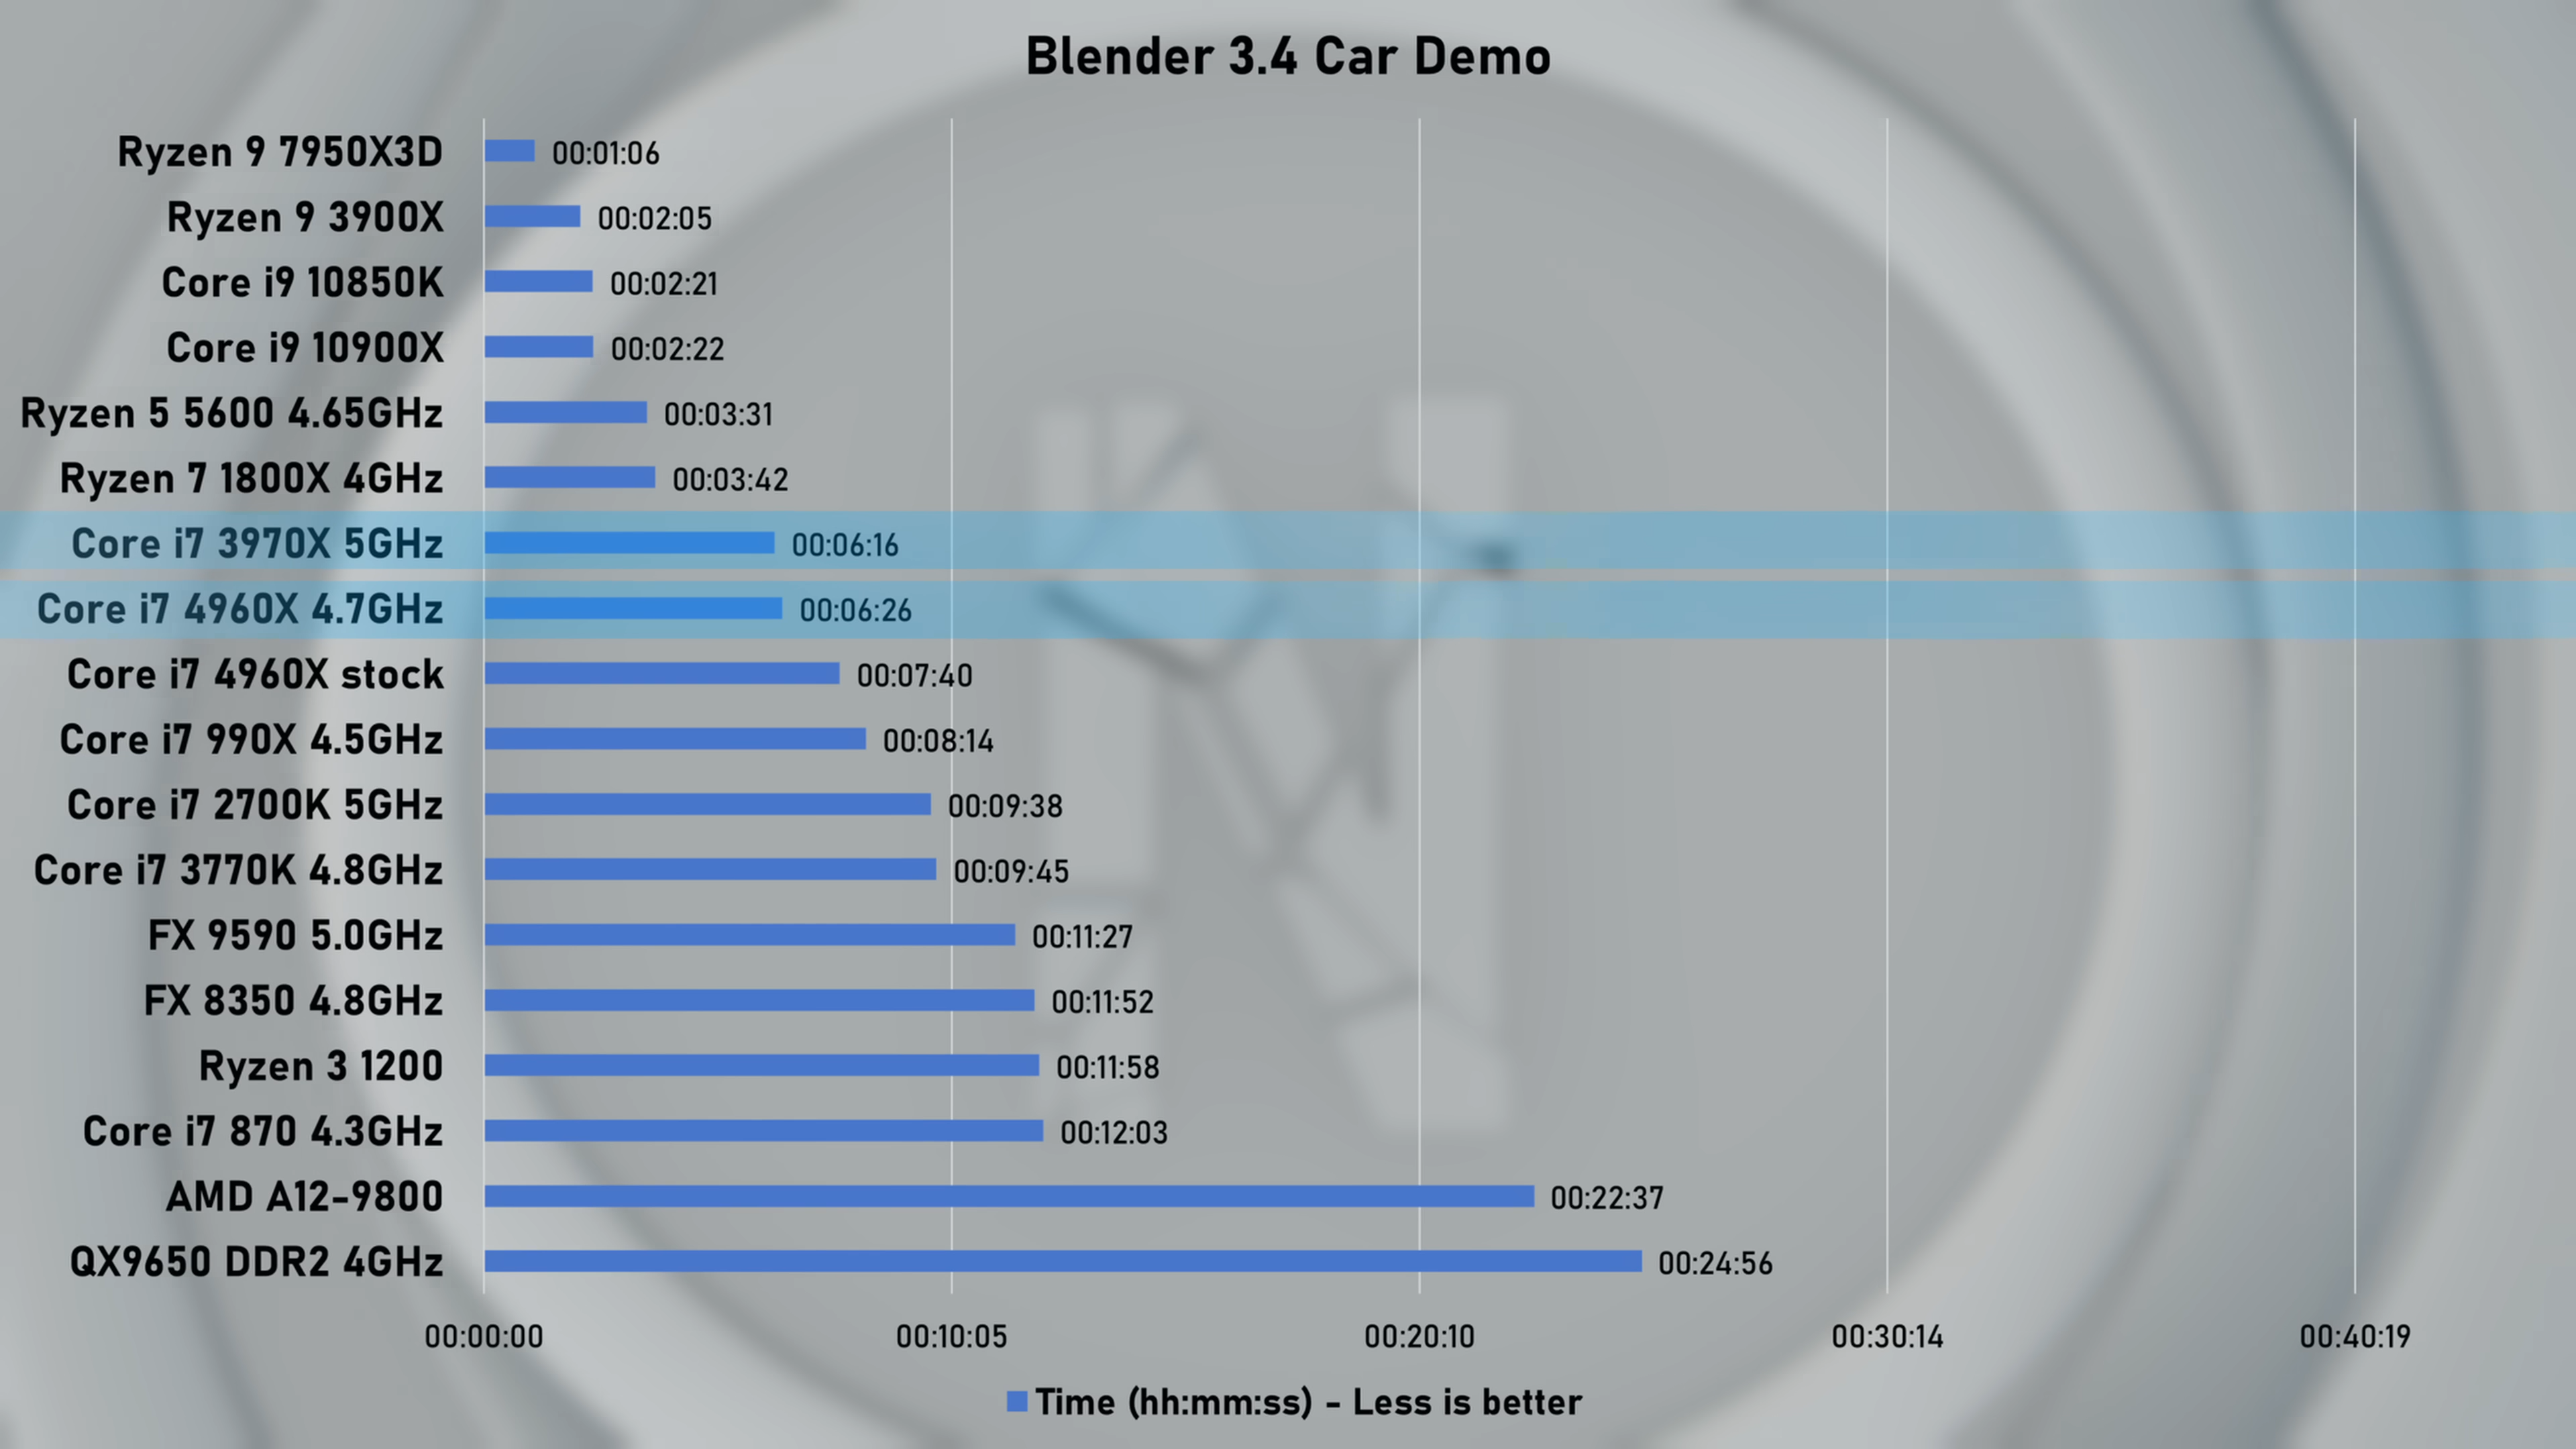 Blender 3.4 Car Demo
Ryzen 9 7950X3D 00:01:06
Ryzen 9 3900X 00:02:05
Core i9 10850K 00:02:21
Core i9 10900X 00:02:22
Ryzen 5 5600 4.65GHz 00:03:31
Ryzen 7 1800X 4GHz 00:03:42
Core i7 3970X 5GHz 00:06:16
Core i7 4960X 4.7GHz 00:06:26
Core i7 4960X stock 00:07:40
Core i7 990X 4.5GHz 00:08:14
Core i7 2700K 5GHz 00:09:38
Core i7 3770K 4.8GHz 00:09:45
FX 9590 5.0GHz 00:11:27
FX 8350 4.8GHz 00:11:52
Ryzen 3 1200 00:11:58
Core i7 870 4.3GHz 00:12:03
AMD A12-9800 00:22:37
QX9650 DDR2 4GHz 00:24:56
00:00:00 00:10:05 00:20:10 00:30:14 00:40:19
Time (hh:mm:ss) - Less is better